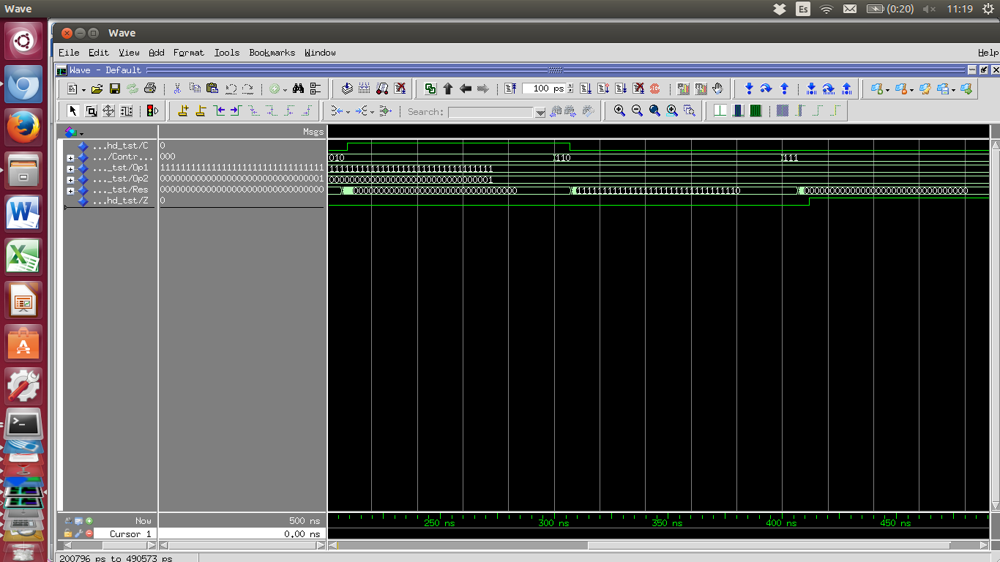 Wave
Es
(0:20)
11:19
Wave
File Edit View Add Format Tools Bookmarks Window Help
Wave - Default
100 ps
Search:
Msgs
...hd_tst/C 0
.../Contr... 000 010 110 111
..._tst/Op1 11111111111111111111111111111111 11111111111111111111111111111111
..._tst/Op2 00000000000000000000000000000001 00000000000000000000000000000001
..._tst/Res 00000000000000000000000000000000 00000000000000000000000000000000 11111111111111111111111111111110 00000000000000000000000000000000
...hd_tst/Z 0
Now 500 ns 250 ns 300 ns 350 ns 400 ns 450 ns
Cursor 1 0.00 ns
200796 ps to 490573 ps